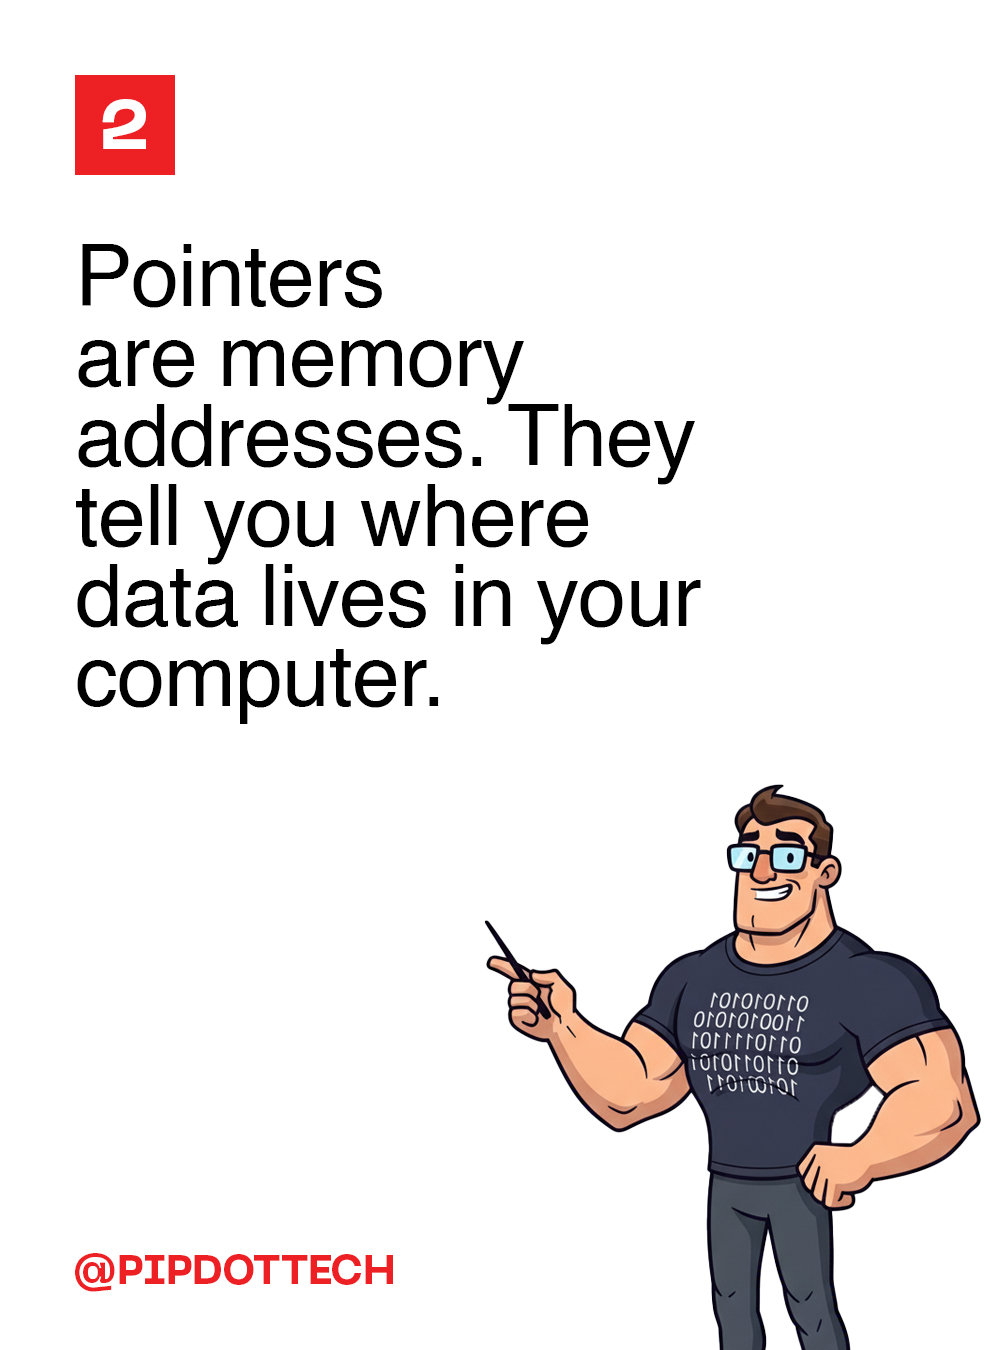 2
Pointers
are memory
addresses. They
tell you where
data lives in your
computer.
@PIPDOTTECH